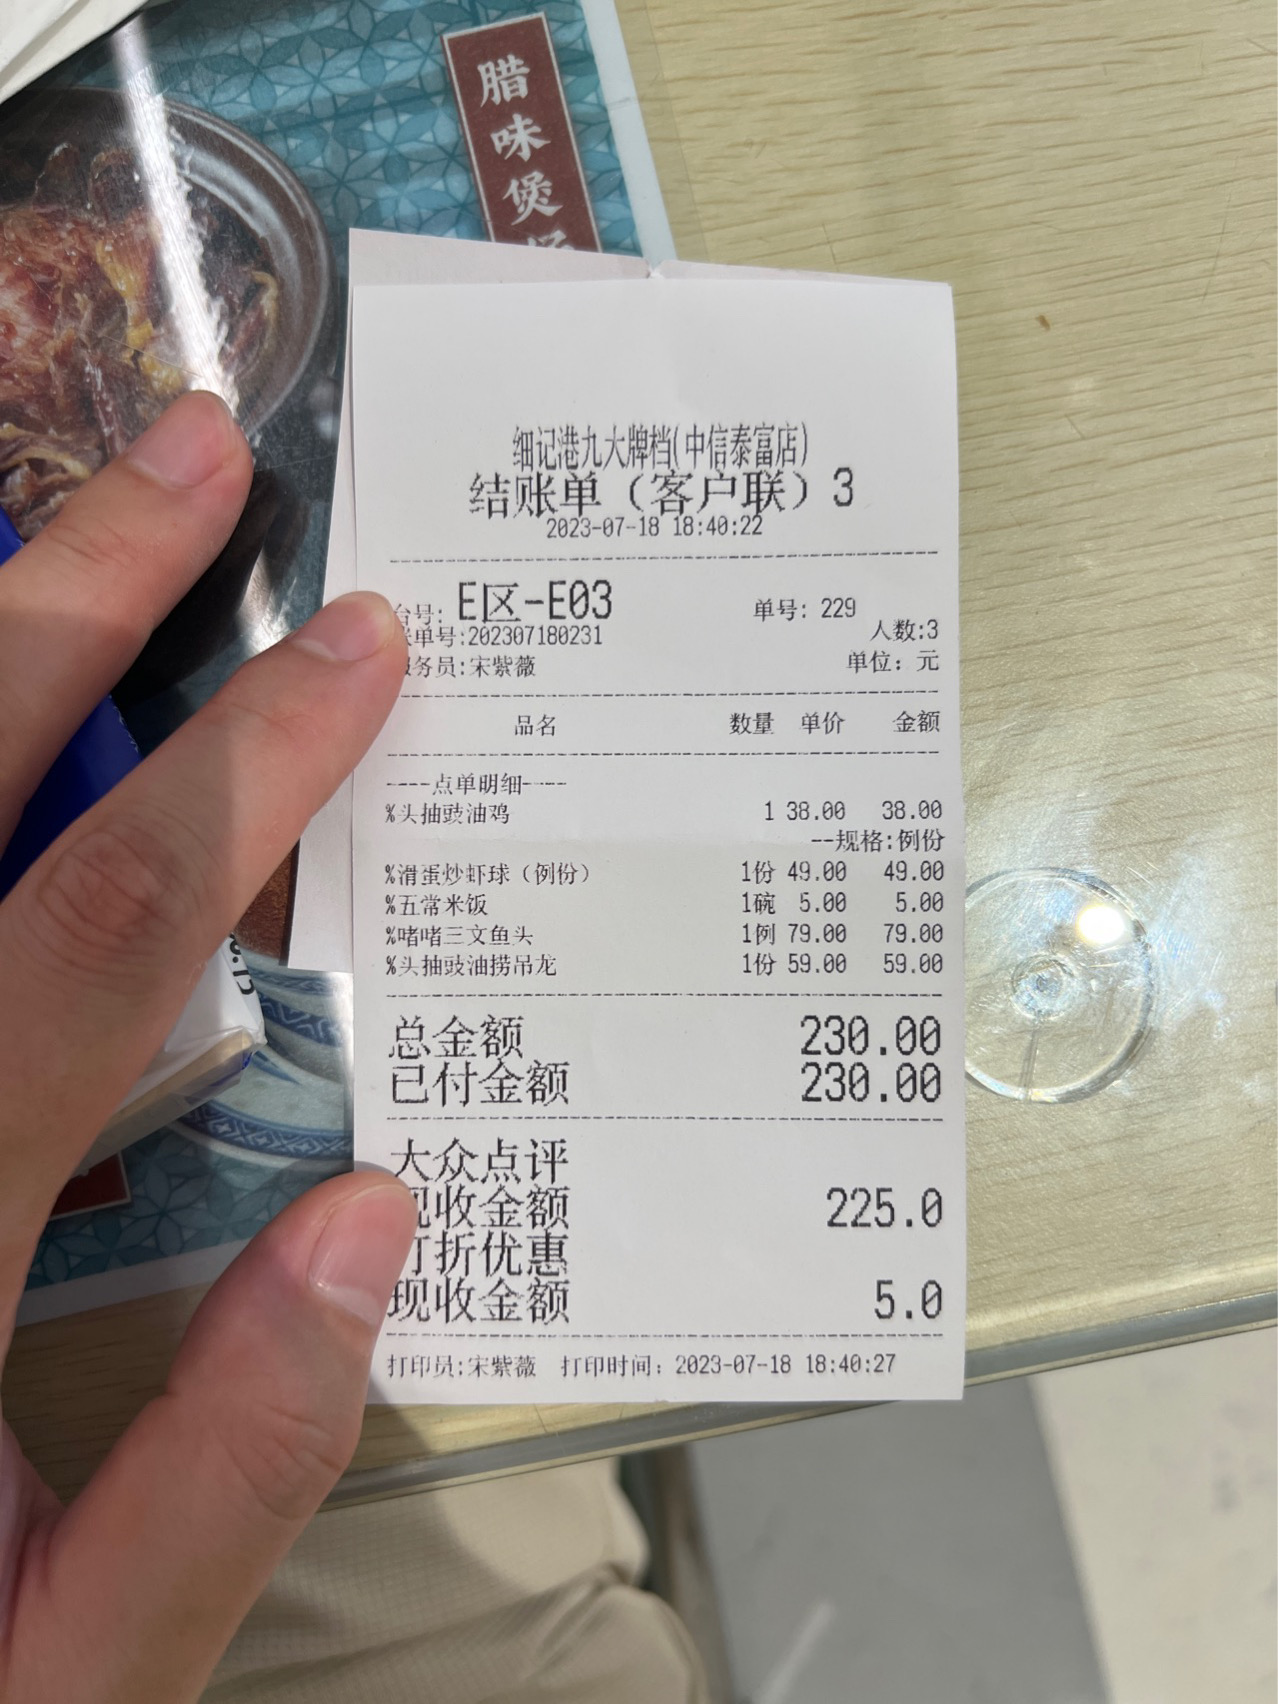 腊味煲
细记港九大牌档(中信泰富店)
结账单（客户联）3
2023-07-18 18:40:22
台号: E区-E03 单号: 229
账单号:202307180231 人数:3
服务员:宋紫薇 单位: 元
品名 数量 单价 金额
----点单明细----
%头抽豉油鸡 1 38.00 38.00
--规格:例份
%滑蛋炒虾球（例份） 1份 49.00 49.00
%五常米饭 1碗 5.00 5.00
%啫啫三文鱼头 1例 79.00 79.00
%头抽豉油捞吊龙 1份 59.00 59.00
总金额 230.00
已付金额 230.00
大众点评
现收金额 225.0
打折优惠
现收金额 5.0
打印员:宋紫薇 打印时间: 2023-07-18 18:40:27